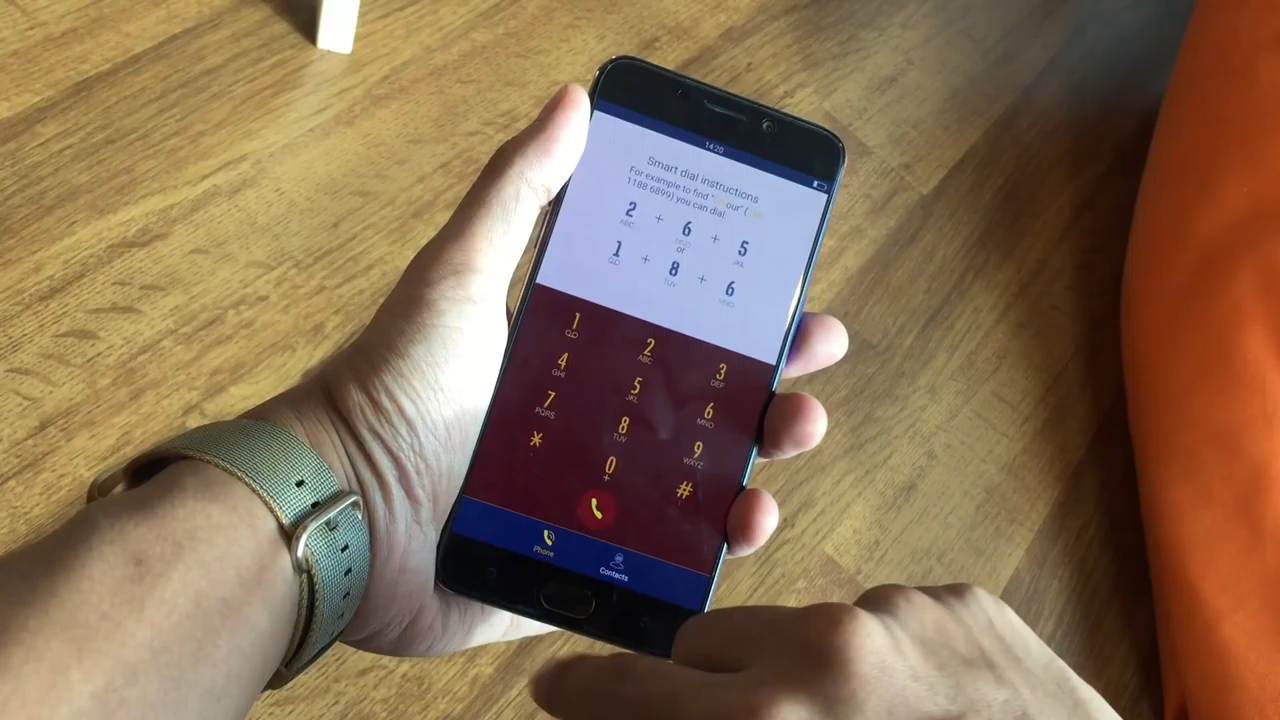 14:20
Smart dial instructions
For example to find " our" (
1188 6899) you can dial
2 + 6 + 5
ABC MNO JKL
or
1 + 8 + 6
TUV MNO
1 2 3
ABC DEF
4 5 6
GHI JKL MNO
7 8 9
PQRS TUV WXYZ
* 0 #
+
Phone Contacts